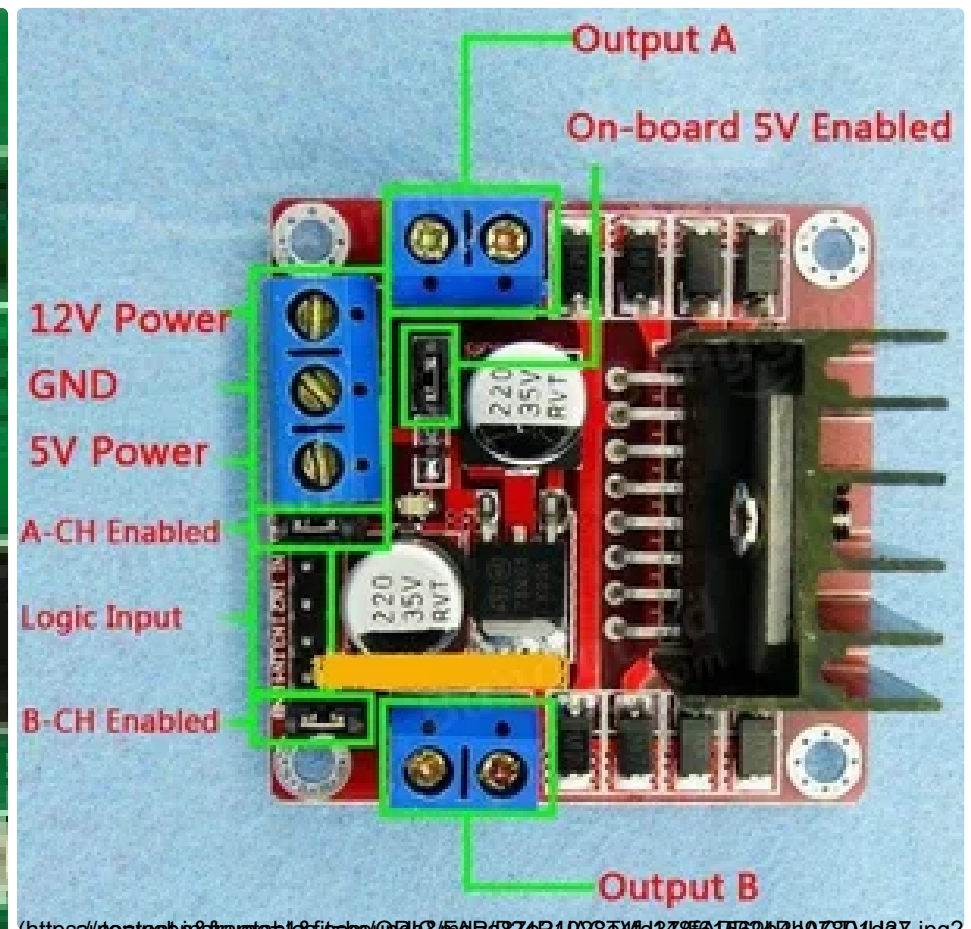 Output A
On-board 5V Enabled
12V Power
GND
5V Power
A-CH Enabled
Logic Input
B-CH Enabled
220
35V
RVT
220
35V
RVT
Output B